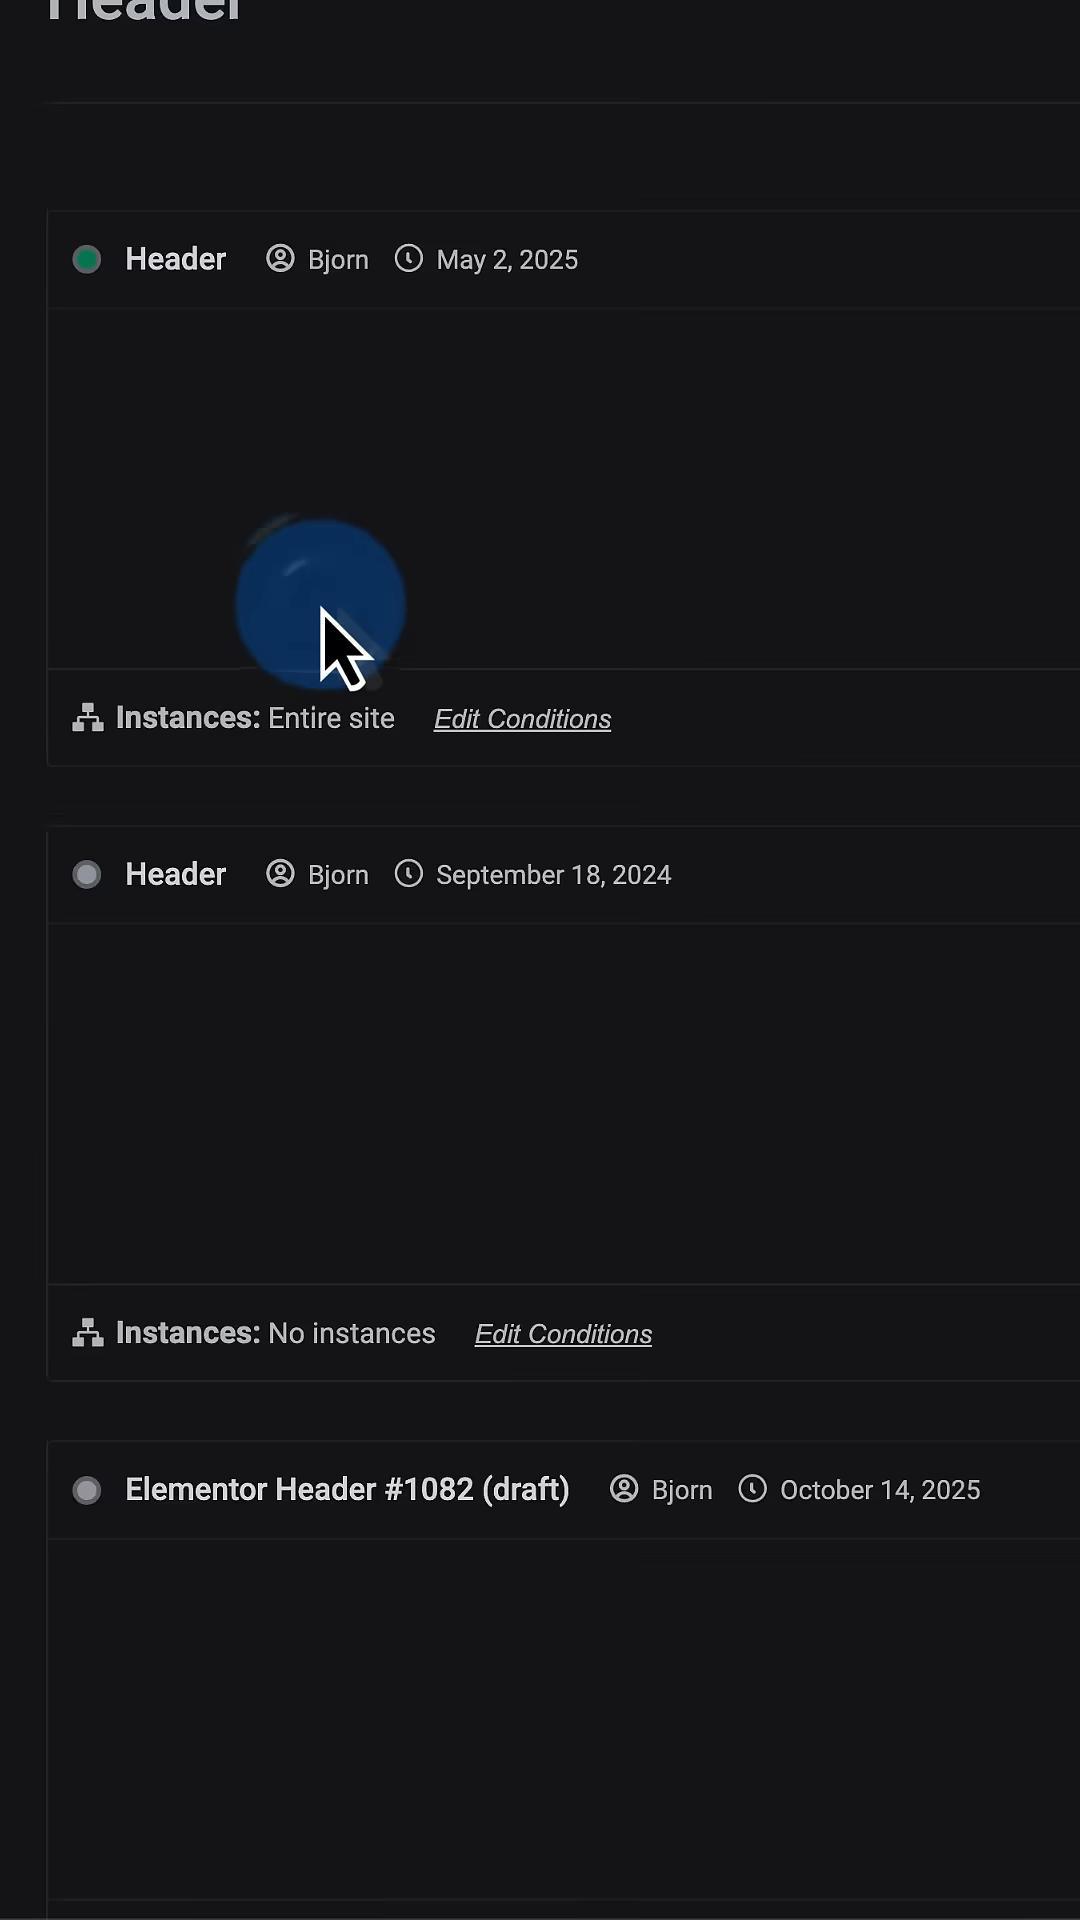 Header
Header Bjorn May 2, 2025
Instances: Entire site Edit Conditions
Header Bjorn September 18, 2024
Instances: No instances Edit Conditions
Elementor Header #1082 (draft) Bjorn October 14, 2025